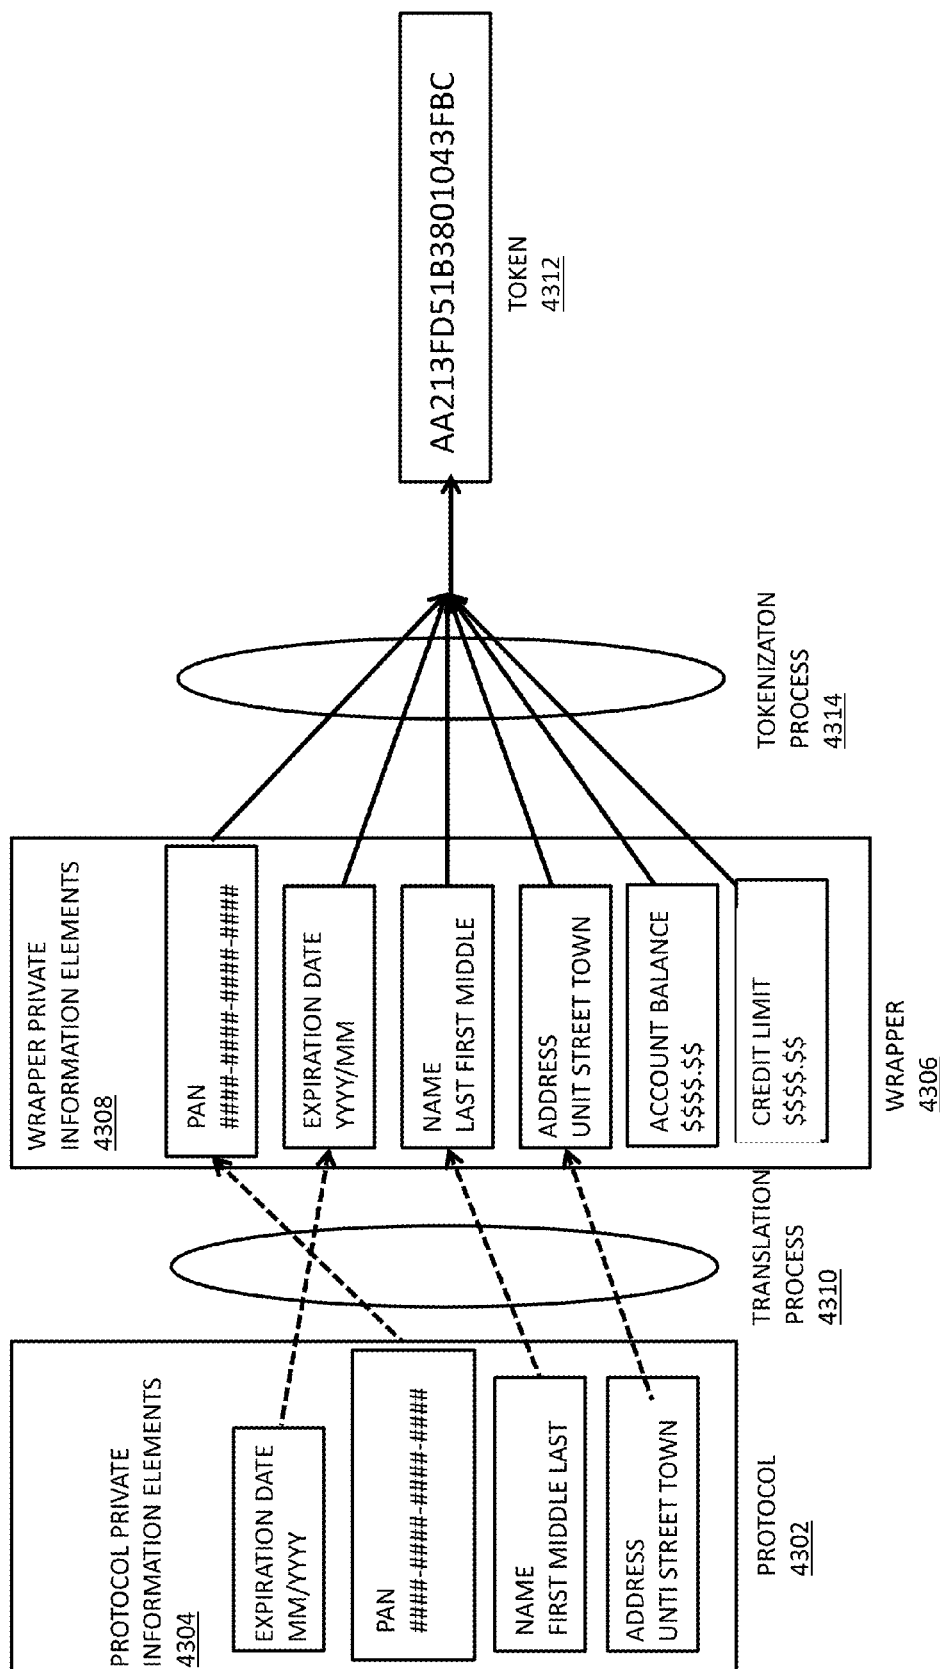 PROTOCOL PRIVATE
INFORMATION ELEMENTS
4304
EXPIRATION DATE
MM/YYYY
PAN
####-####-####-####
NAME
FIRST MIDDLE LAST
ADDRESS
UNTI STREET TOWN
PROTOCOL
4302
TRANSLATION
PROCESS
4310
WRAPPER PRIVATE
INFORMATION ELEMENTS
4308
PAN
####-####-####-####
EXPIRATION DATE
YYYY/MM
NAME
LAST FIRST MIDDLE
ADDRESS
UNIT STREET TOWN
ACCOUNT BALANCE
$$$$.$$
CREDIT LIMIT
$$$$.$$
WRAPPER
4306
TOKENIZATON
PROCESS
4314
AA213FD51B3801043FBC
TOKEN
4312